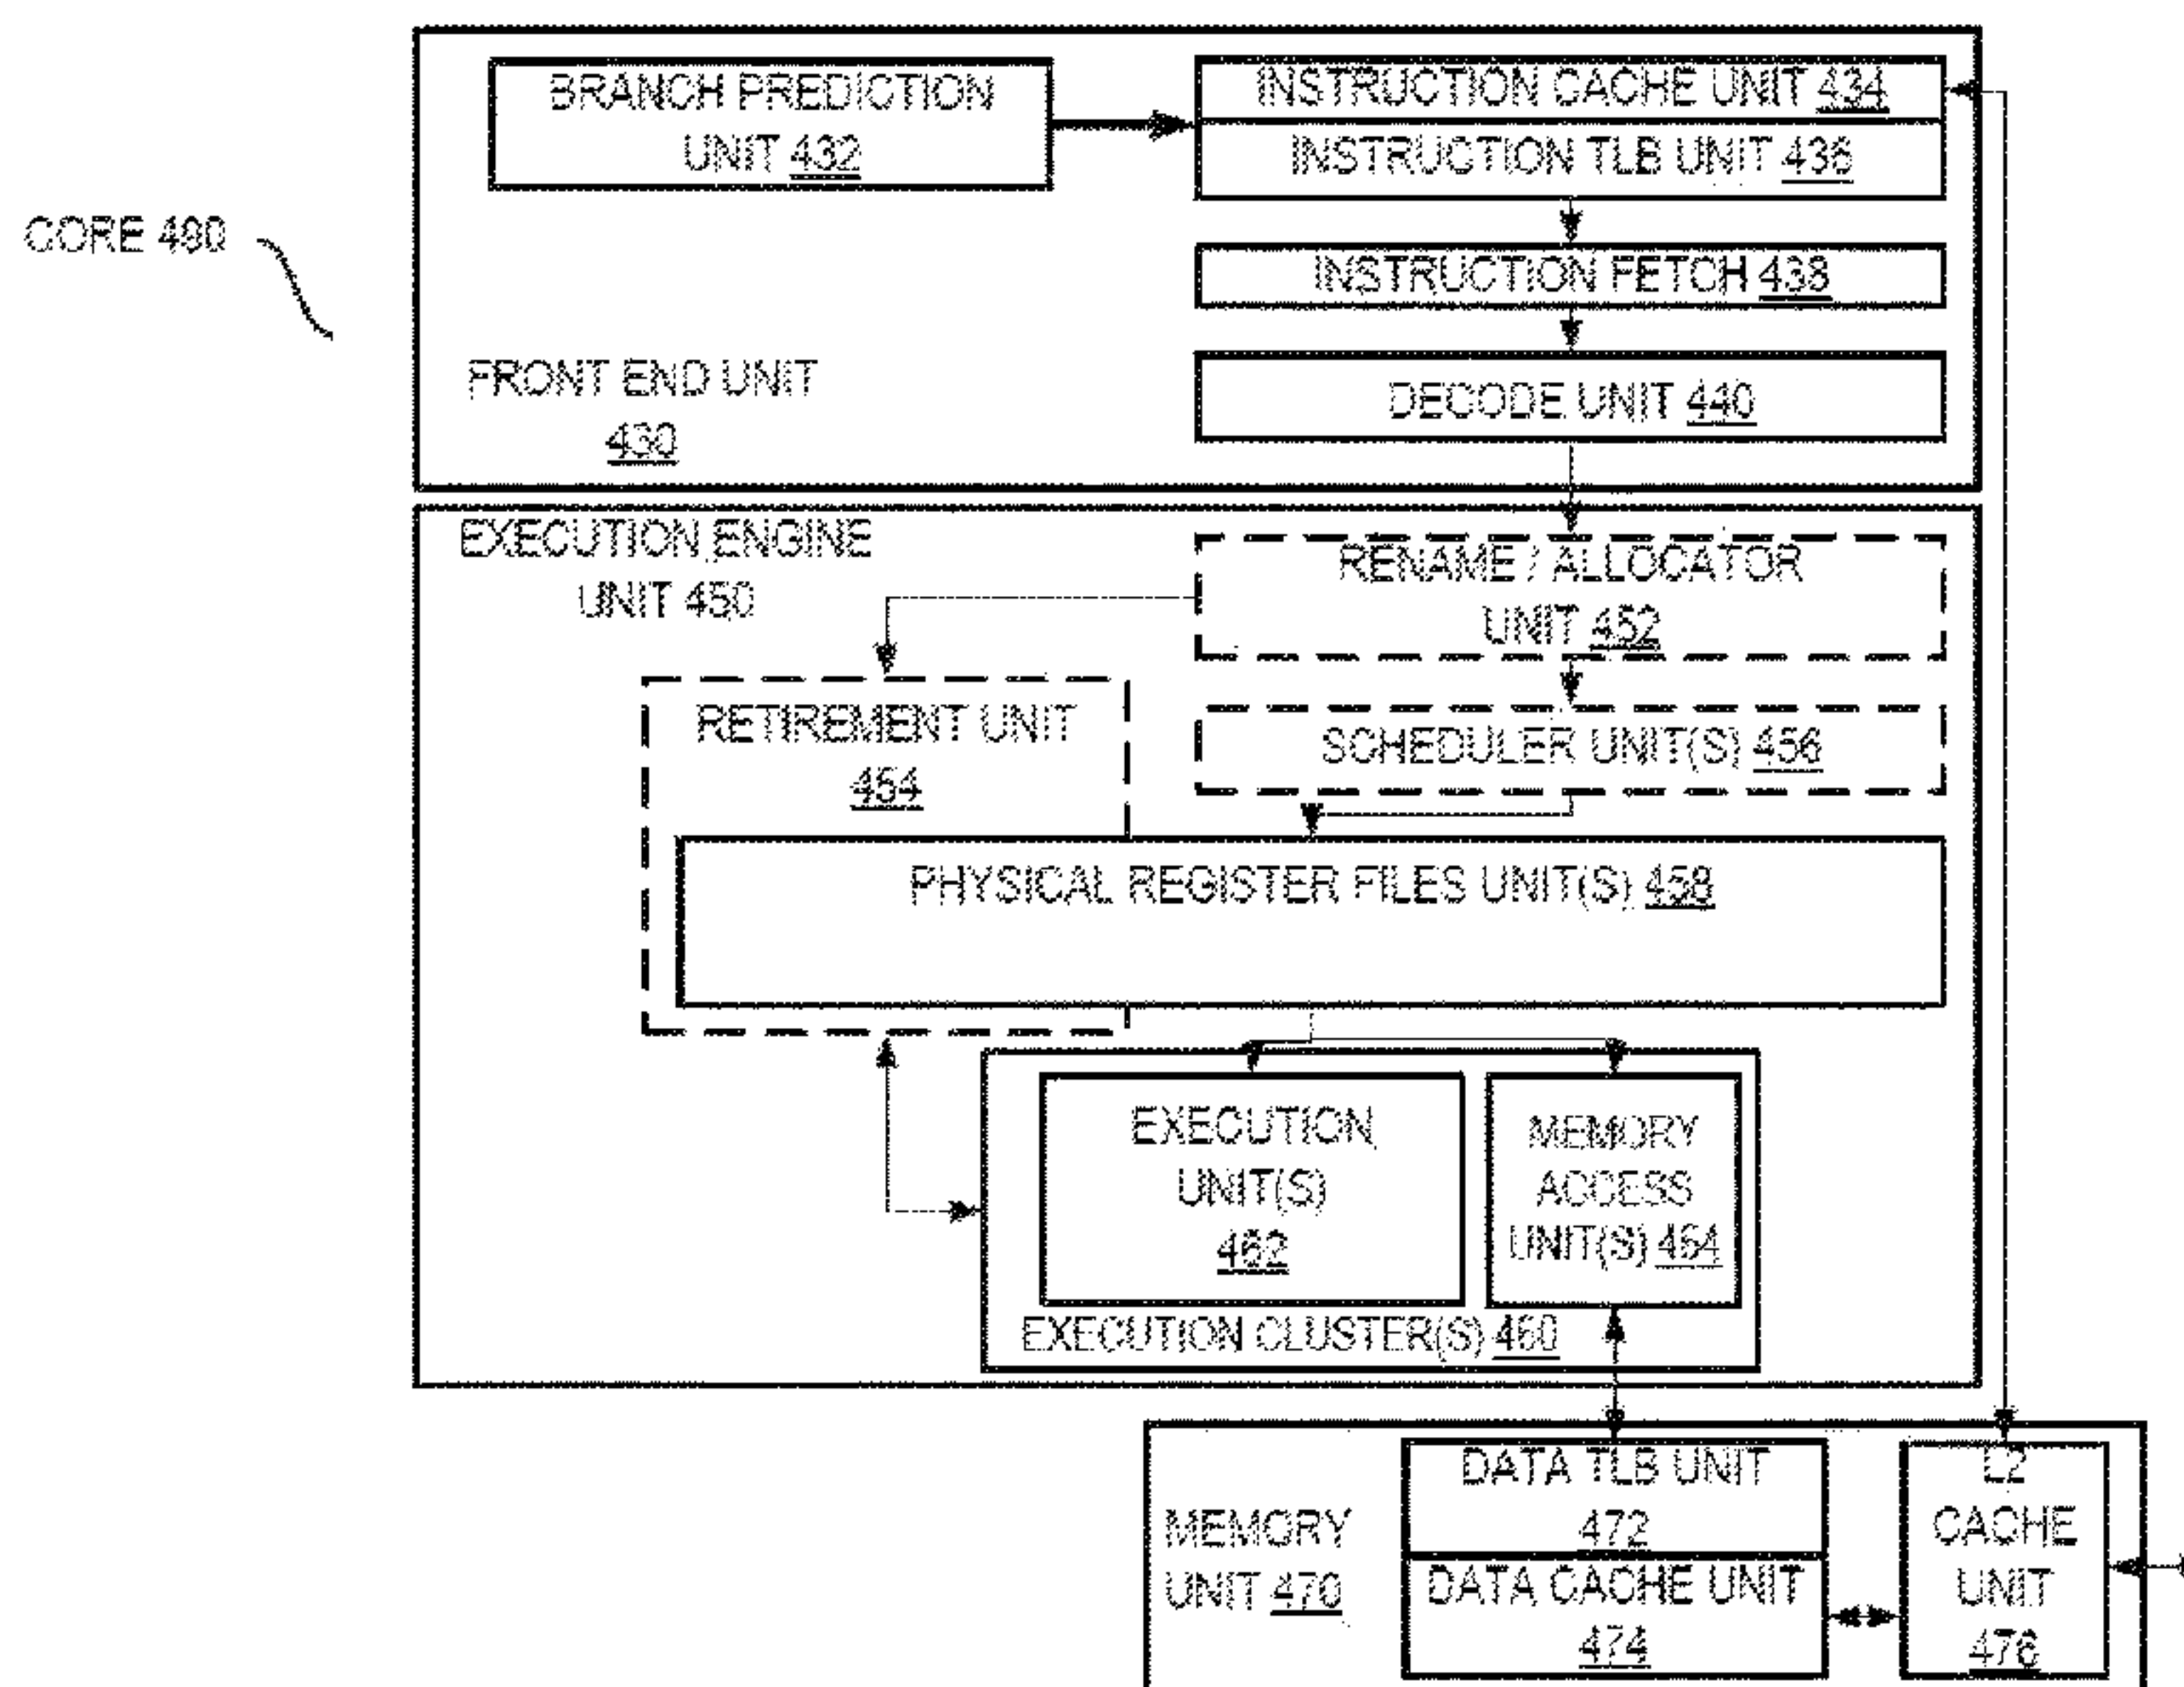 BRANCH PREDICTION
UNIT 432
INSTRUCTION CACHE UNIT 434
INSTRUCTION TLB UNIT 436
CORE 490
INSTRUCTION FETCH 438
FRONT END UNIT
430
DECODE UNIT 440
EXECUTION ENGINE
UNIT 450
RENAME / ALLOCATOR
UNIT 452
RETIREMENT UNIT
454
SCHEDULER UNIT(S) 456
PHYSICAL REGISTER FILES UNIT(S) 458
EXECUTION
UNIT(S)
462
MEMORY
ACCESS
UNIT(S) 464
EXECUTION CLUSTER(S) 460
MEMORY
UNIT 470
DATA TLB UNIT
472
DATA CACHE UNIT
474
L2
CACHE
UNIT
476